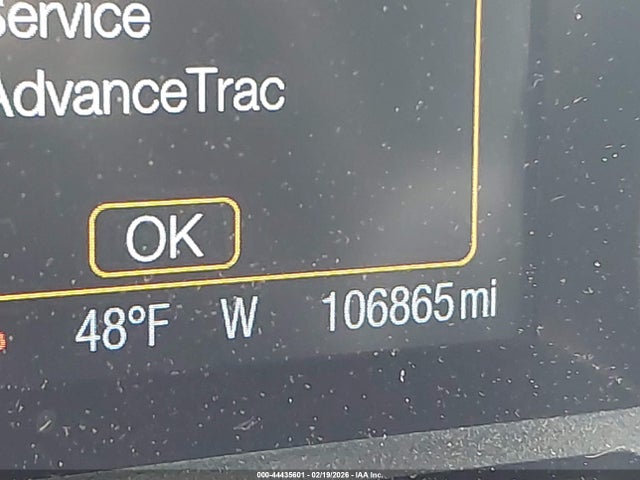 Service
AdvanceTrac
OK
48°F W 106865 mi
000-44435601 - 02/19/2026 - IAA Inc.